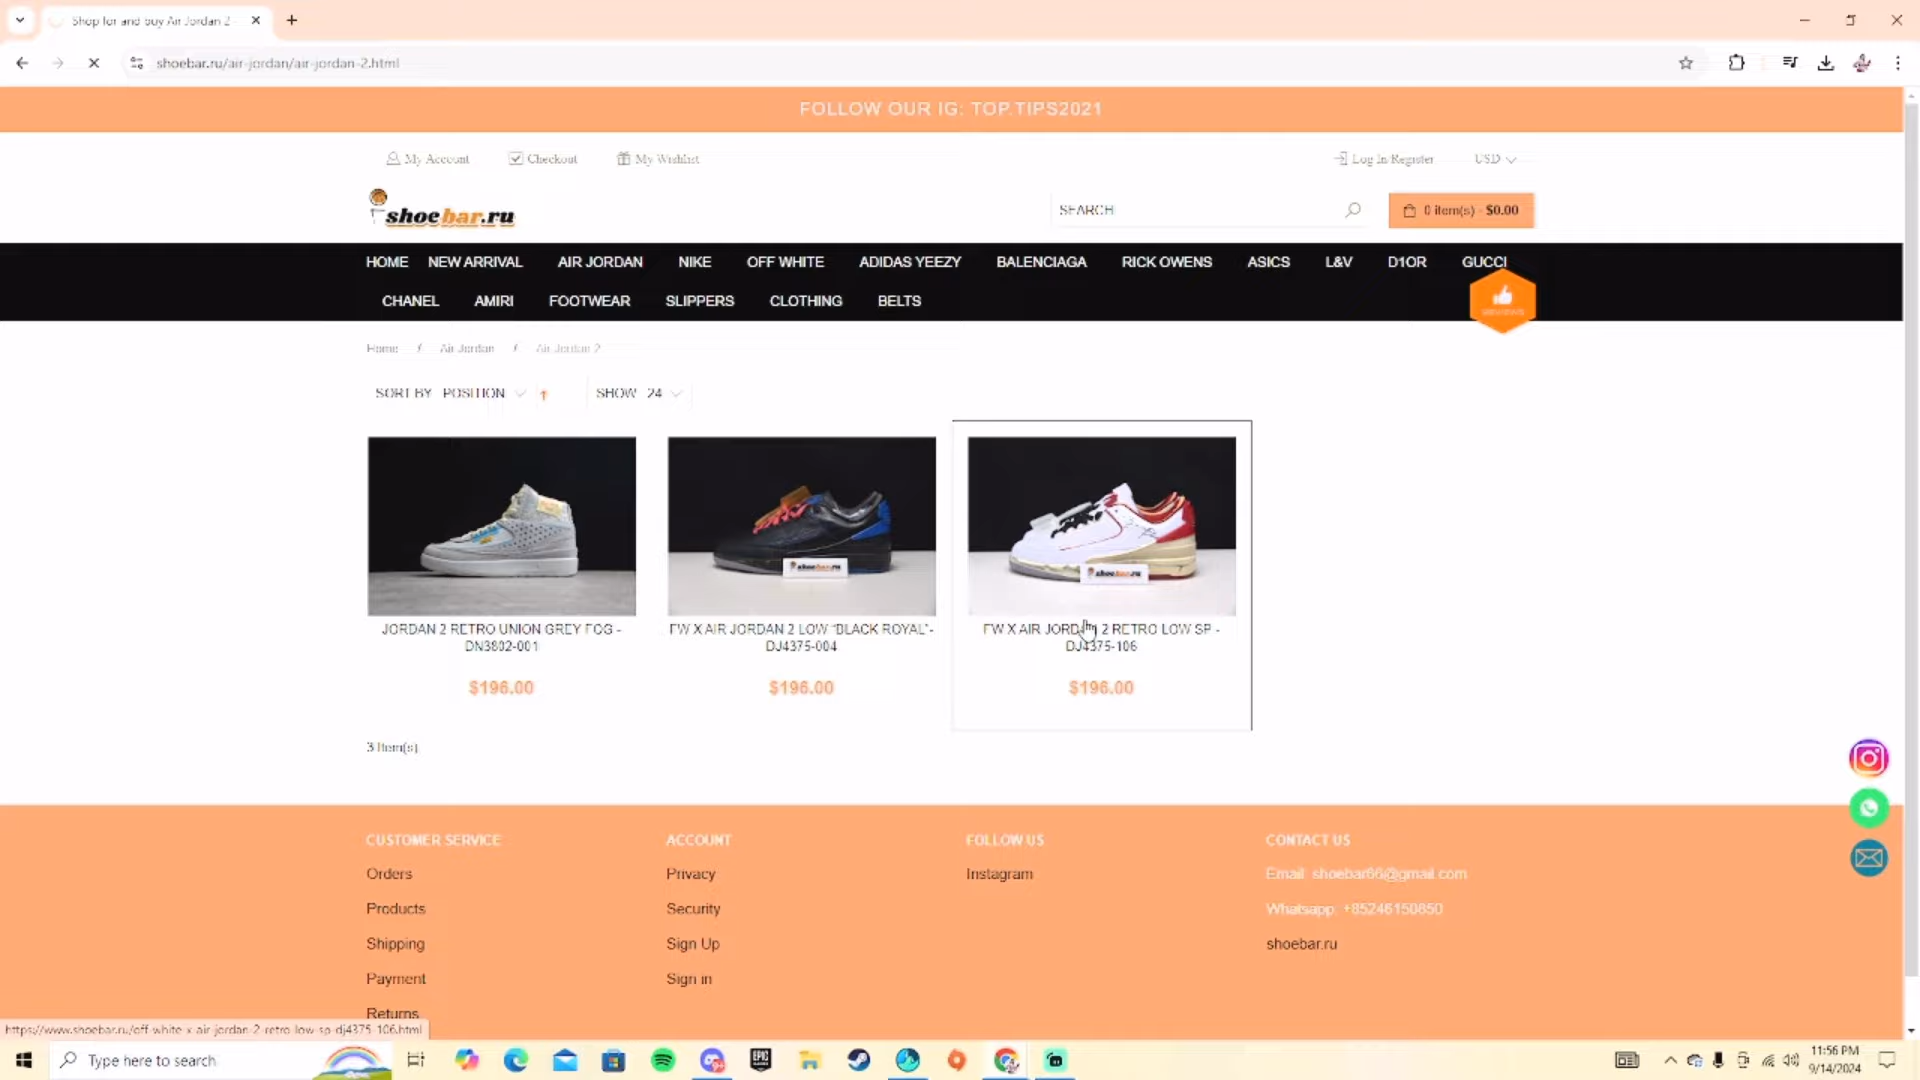 Shop for and buy Air Jordan 2 -
shoebar.ru/air-jordan/air-jordan-2.html
FOLLOW OUR IG: TOP.TIPS2021
My Account Checkout My Wishlist Log In/Register USD
shoebar.ru SEARCH 0 item(s) - $0.00
HOME NEW ARRIVAL AIR JORDAN NIKE OFF WHITE ADIDAS YEEZY BALENCIAGA RICK OWENS ASICS L&V D1OR GUCCI
CHANEL AMIRI FOOTWEAR SLIPPERS CLOTHING BELTS
Home / Air Jordan / Air Jordan 2
SORT BY POSITION SHOW 24
shoebar.ru
shoebar.ru
JORDAN 2 RETRO UNION GREY FOG -
DN3802-001
$196.00
FW X AIR JORDAN 2 LOW "BLACK ROYAL"-
DJ4375-004
$196.00
FW X AIR JORDAN 2 RETRO LOW SP -
DJ4375-106
$196.00
3 Item(s)
CUSTOMER SERVICE
Orders
Products
Shipping
Payment
Returns
ACCOUNT
Privacy
Security
Sign Up
Sign in
FOLLOW US
Instagram
CONTACT US
Email: shoebar66@gmail.com
Whatsapp: +85246150850
shoebar.ru
https://www.shoebar.ru/off-white-x-air-jordan-2-retro-low-sp-dj4375-106.html
Type here to search
EPIC
11:56 PM
9/14/2024